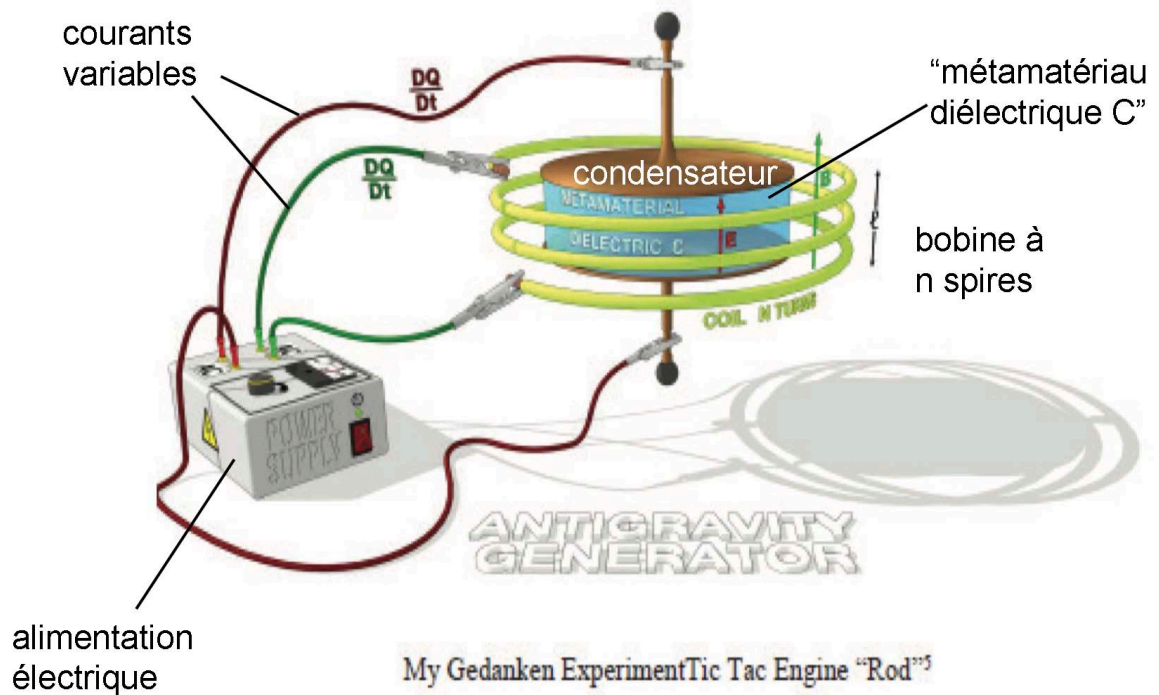 courants
variables
DQ
Dt
DQ
Dt
“métamatériau
diélectrique C”
condensateur
METAMATERIAL
DIELECTRIC C
E
B
bobine à
n spires
COIL N TURNS
POWER
SUPPLY
ANTIGRAVITY
GENERATOR
alimentation
électrique
My Gedanken ExperimentTic Tac Engine “Rod”⁵